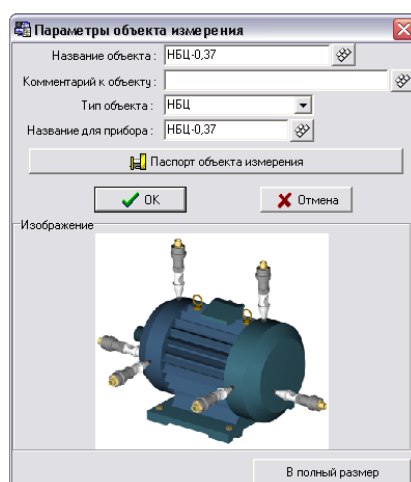 Параметры объекта измерения
Название объекта : НБЦ-0,37
Комментарий к объекту :
Тип объекта : НБЦ
Название для прибора : НБЦ-0,37
Паспорт объекта измерения
OK Отмена
Изображение
В полный размер